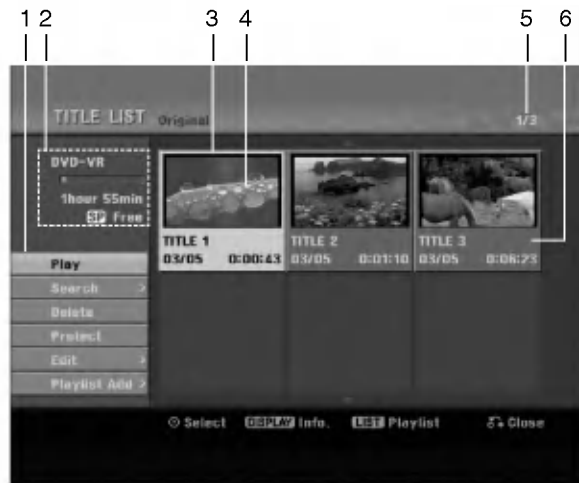 1 2 3 4 5 6
TITLE LIST Original 1/3
DVD-VR
1hour 55min
SP Free
Play
Search >
Delete
Protect
Edit >
Playlist Add >
TITLE 1
03/05 0:00:43
TITLE 2
03/05 0:01:10
TITLE 3
03/05 0:06:23
Select DISPLAY Info. LIST Playlist Close